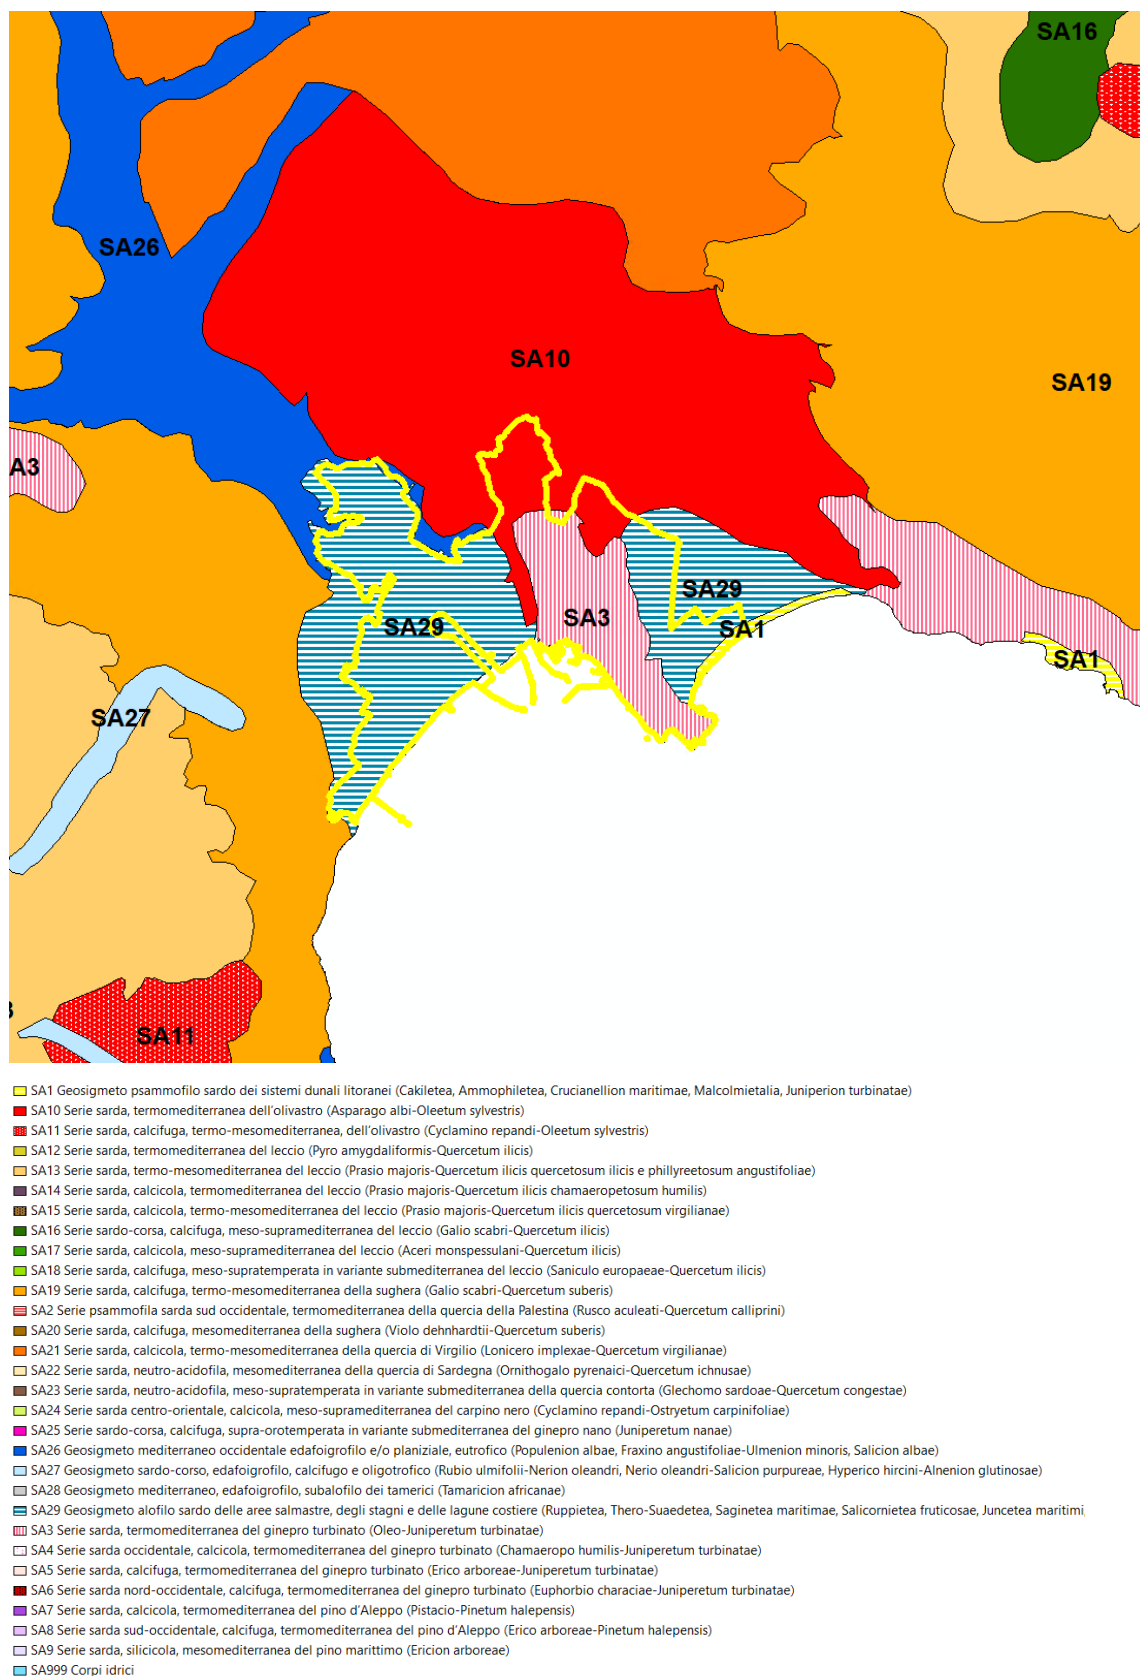 SA16
SA26
SA10
SA19
A3
SA29
SA3
SA29
SA1
SA1
SA27
SA11
SA1 Geosigmeto psammofilo sardo dei sistemi dunali litoranei (Cakiletea, Ammophiletea, Crucianellion maritimae, Malcolmietalia, Juniperion turbinatae)
SA10 Serie sarda, termomediterranea dell'olivastro (Asparago albi-Oleetum sylvestris)
SA11 Serie sarda, calcifuga, termo-mesomediterranea, dell'olivastro (Cyclamino repandi-Oleetum sylvestris)
SA12 Serie sarda, termomediterranea del leccio (Pyro amygdaliformis-Quercetum ilicis)
SA13 Serie sarda, termo-mesomediterranea del leccio (Prasio majoris-Quercetum ilicis quercetosum ilicis e phillyreetosum angustifoliae)
SA14 Serie sarda, calcicola, termomediterranea del leccio (Prasio majoris-Quercetum ilicis chamaeropetosum humilis)
SA15 Serie sarda, calcicola, termo-mesomediterranea del leccio (Prasio majoris-Quercetum ilicis quercetosum virgilianae)
SA16 Serie sardo-corsa, calcifuga, meso-supramediterranea del leccio (Galio scabri-Quercetum ilicis)
SA17 Serie sarda, calcicola, meso-supramediterranea del leccio (Aceri monspessulani-Quercetum ilicis)
SA18 Serie sarda, calcifuga, meso-supratemperata in variante submediterranea del leccio (Saniculo europaeae-Quercetum ilicis)
SA19 Serie sarda, calcifuga, termo-mesomediterranea della sughera (Galio scabri-Quercetum suberis)
SA2 Serie psammofila sarda sud occidentale, termomediterranea della quercia della Palestina (Rusco aculeati-Quercetum calliprini)
SA20 Serie sarda, calcifuga, mesomediterranea della sughera (Violo dehnhardtii-Quercetum suberis)
SA21 Serie sarda, calcicola, termo-mesomediterranea della quercia di Virgilio (Lonicero implexae-Quercetum virgilianae)
SA22 Serie sarda, neutro-acidofila, mesomediterranea della quercia di Sardegna (Ornithogalo pyrenaici-Quercetum ichnusae)
SA23 Serie sarda, neutro-acidofila, meso-supratemperata in variante submediterranea della quercia contorta (Glechomo sardoae-Quercetum congestae)
SA24 Serie sarda centro-orientale, calcicola, meso-supramediterranea del carpino nero (Cyclamino repandi-Ostryetum carpinifoliae)
SA25 Serie sardo-corsa, calcifuga, supra-orotemperata in variante submediterranea del ginepro nano (Juniperetum nanae)
SA26 Geosigmeto mediterraneo occidentale edafoigrofilo e/o planiziale, eutrofico (Populenion albae, Fraxino angustifoliae-Ulmenion minoris, Salicion albae)
SA27 Geosigmeto sardo-corso, edafoigrofilo, calcifugo e oligotrofico (Rubio ulmifolii-Nerion oleandri, Nerio oleandri-Salicion purpureae, Hyperico hircini-Alnenion glutinosae)
SA28 Geosigmeto mediterraneo, edafoigrofilo, subalofilo dei tamerici (Tamaricion africanae)
SA29 Geosigmeto alofilo sardo delle aree salmastre, degli stagni e delle lagune costiere (Ruppietea, Thero-Suaedetea, Saginetea maritimae, Salicornietea fruticosae, Juncetea maritimi,
SA3 Serie sarda, termomediterranea del ginepro turbinato (Oleo-Juniperetum turbinatae)
SA4 Serie sarda occidentale, calcicola, termomediterranea del ginepro turbinato (Chamaeropo humilis-Juniperetum turbinatae)
SA5 Serie sarda, calcifuga, termomediterranea del ginepro turbinato (Erico arboreae-Juniperetum turbinatae)
SA6 Serie sarda nord-occidentale, calcifuga, termomediterranea del ginepro turbinato (Euphorbio characiae-Juniperetum turbinatae)
SA7 Serie sarda, calcicola, termomediterranea del pino d'Aleppo (Pistacio-Pinetum halepensis)
SA8 Serie sarda sud-occidentale, calcifuga, termomediterranea del pino d'Aleppo (Erico arboreae-Pinetum halepensis)
SA9 Serie sarda, silicicola, mesomediterranea del pino marittimo (Ericion arboreae)
SA999 Corpi idrici